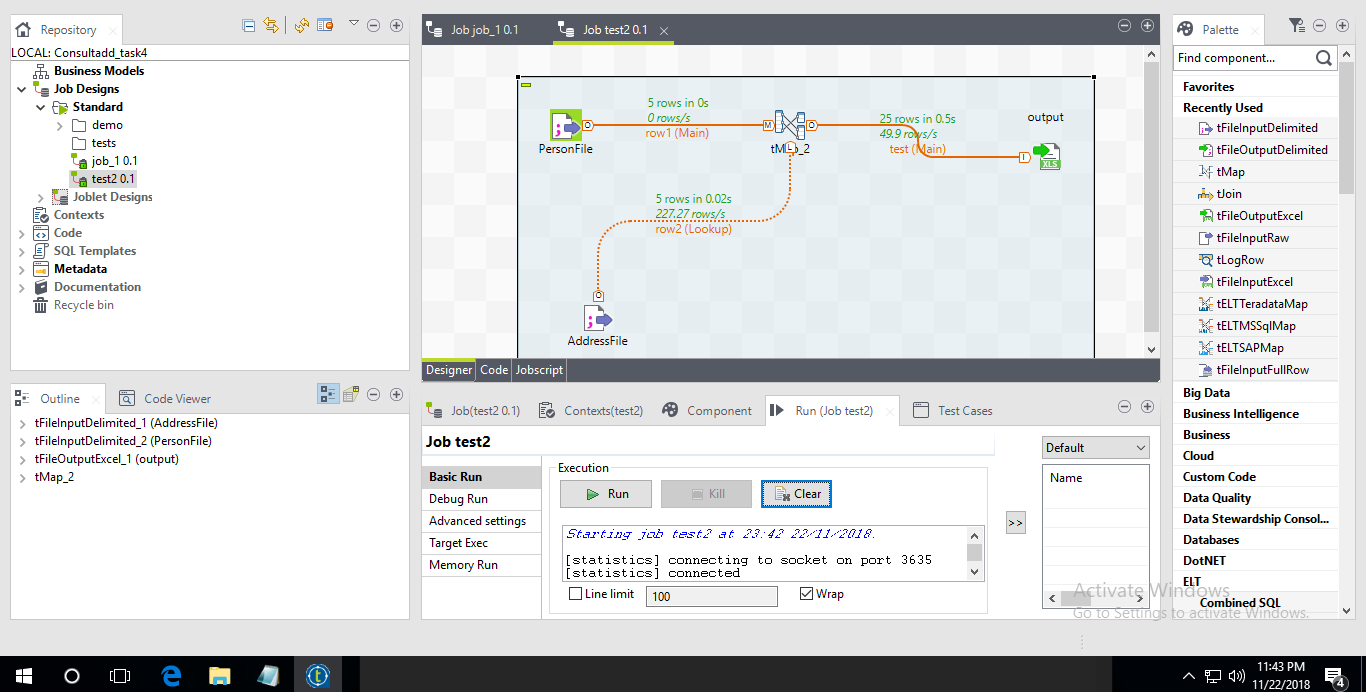 Repository
LOCAL: Consultadd_task4
Business Models
Job Designs
Standard
demo
tests
job_1 0.1
test2 0.1
Joblet Designs
Contexts
Code
SQL Templates
Metadata
Documentation
Recycle bin
Outline
Code Viewer
tFileInputDelimited_1 (AddressFile)
tFileInputDelimited_2 (PersonFile)
tFileOutputExcel_1 (output)
tMap_2
Job job_1 0.1
Job test2 0.1
5 rows in 0s
0 rows/s
row1 (Main)
PersonFile
25 rows in 0.5s
49.9 rows/s
test (Main)
output
XLS
5 rows in 0.02s
227.27 rows/s
row2 (Lookup)
AddressFile
Designer
Code
Jobscript
Job(test2 0.1)
Contexts(test2)
Component
Run (Job test2)
Test Cases
Job test2
Basic Run
Debug Run
Advanced settings
Target Exec
Memory Run
Execution
Run
Kill
Clear
Starting job test2 at 23:42 22/11/2018.
[statistics] connecting to socket on port 3635
[statistics] connected
Line limit
100
Wrap
>>
Default
Name
Palette
Find component...
Favorites
Recently Used
tFileInputDelimited
tFileOutputDelimited
tMap
tJoin
tFileOutputExcel
tFileInputRaw
tLogRow
tFileInputExcel
tELTTeradataMap
tELTMSSqlMap
tELTSAPMap
tFileInputFullRow
Big Data
Business Intelligence
Business
Cloud
Custom Code
Data Quality
Data Stewardship Consol...
Databases
DotNET
ELT
Combined SQL
Activate Windows
Go to Settings to activate Windows.
11:43 PM
11/22/2018
4